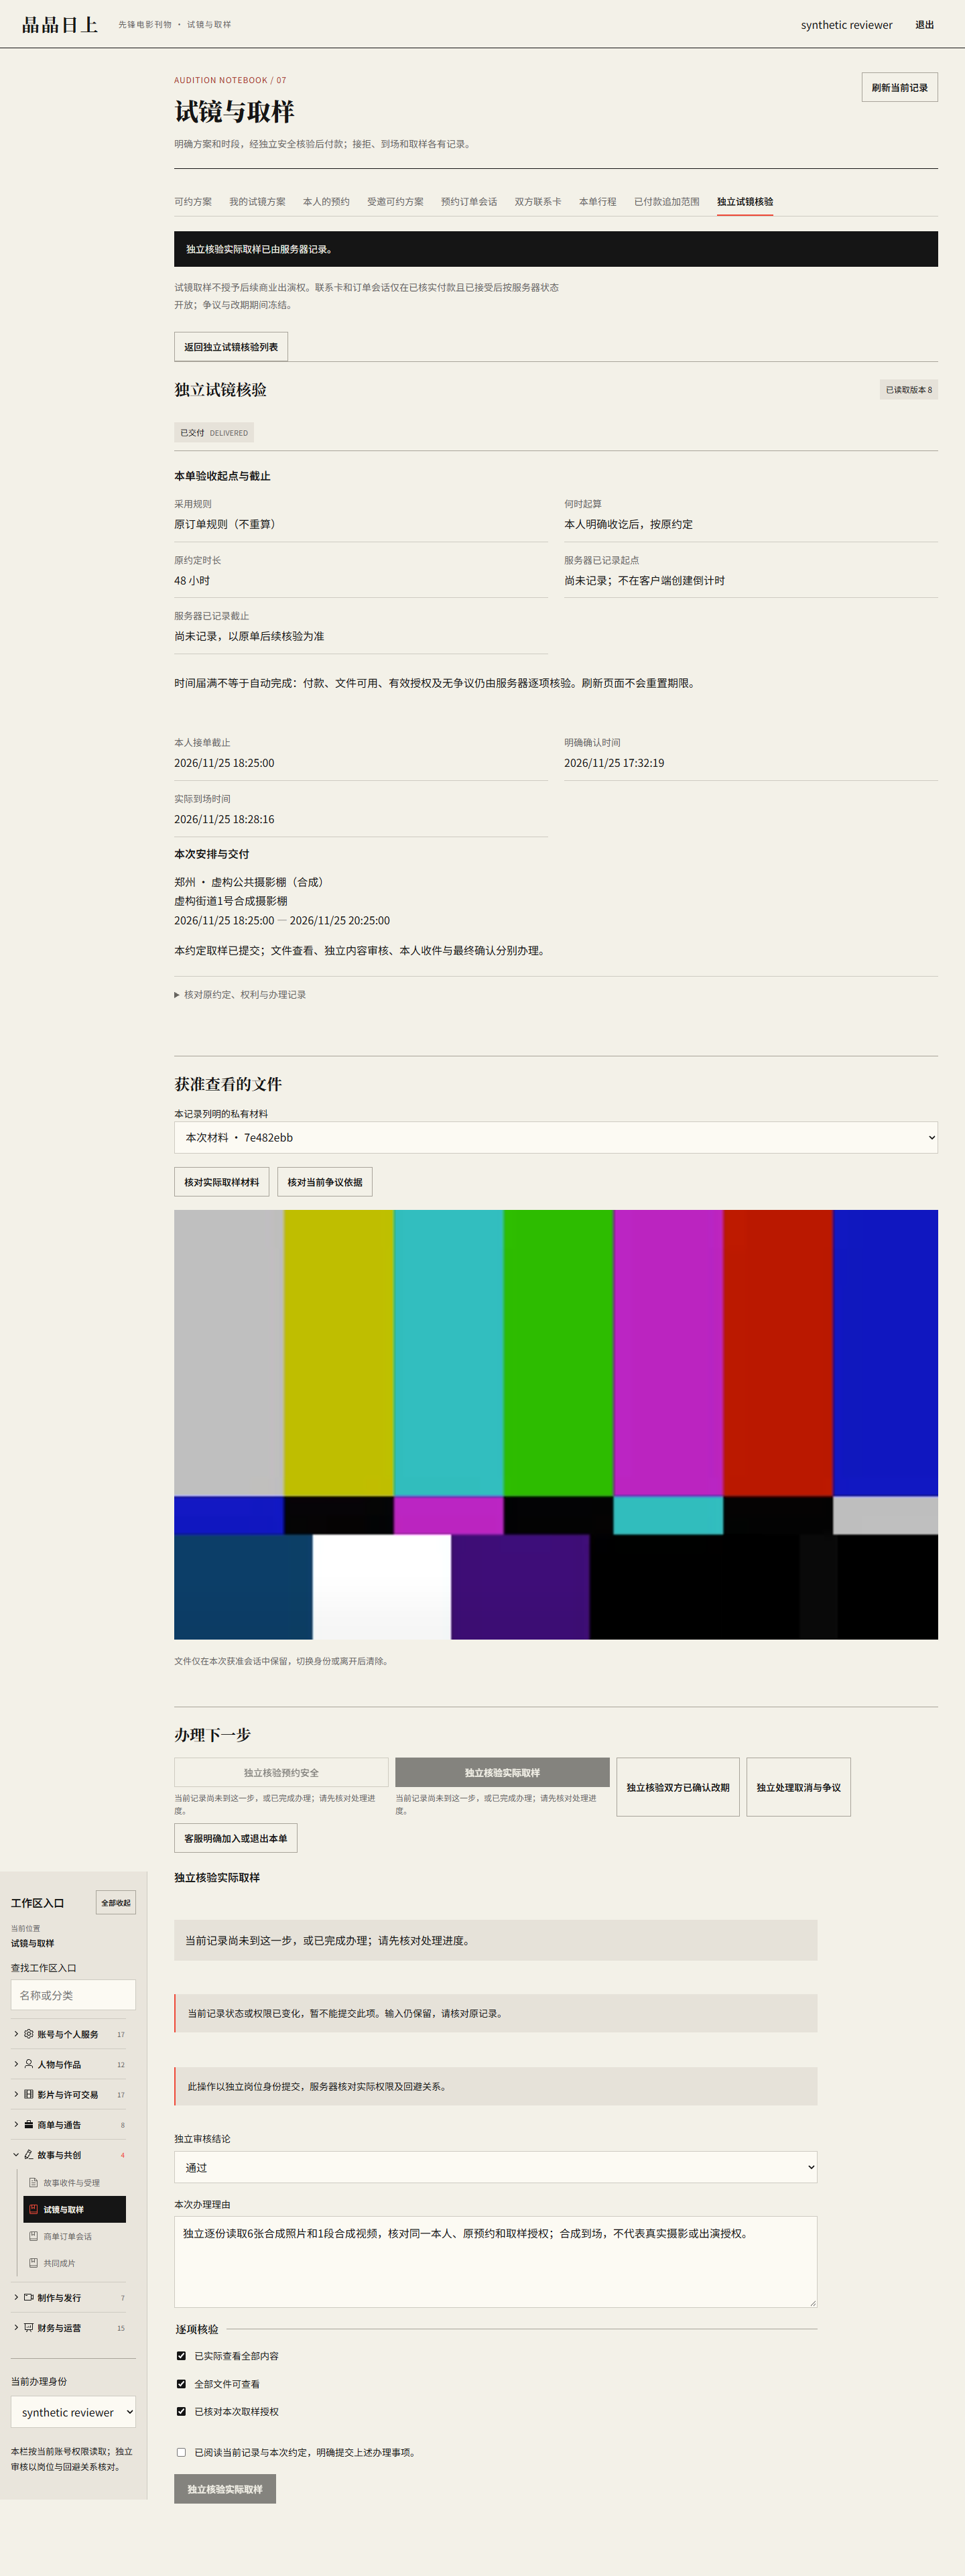 晶晶日上
先锋电影刊物 · 试镜与取样
synthetic reviewer
退出
AUDITION NOTEBOOK / 07
试镜与取样
刷新当前记录
明确方案和时段，经独立安全核验后付款；接拒、到场和取样各有记录。
可约方案 我的试镜方案 本人的预约 受邀可约方案 预约订单会话 双方联系卡 本单行程 已付款追加范围 独立试镜核验
独立核验实际取样已由服务器记录。
试镜取样不授予后续商业出演权。联系卡和订单会话仅在已核实付款且已接受后按服务器状态
开放；争议与改期期间冻结。
返回独立试镜核验列表
独立试镜核验
已读取版本 8
已交付 DELIVERED
本单验收起点与截止
采用规则
原订单规则（不重算）
何时起算
本人明确收讫后，按原约定
原约定时长
48 小时
服务器已记录起点
尚未记录；不在客户端创建倒计时
服务器已记录截止
尚未记录，以原单后续核验为准
时间届满不等于自动完成：付款、文件可用、有效授权及无争议仍由服务器逐项核验。刷新页面不会重置期限。
本人接单截止
2026/11/25 18:25:00
明确确认时间
2026/11/25 17:32:19
实际到场时间
2026/11/25 18:28:16
本次安排与交付
郑州 · 虚构公共摄影棚（合成）
虚构街道1号合成摄影棚
2026/11/25 18:25:00 — 2026/11/25 20:25:00
本约定取样已提交；文件查看、独立内容审核、本人收件与最终确认分别办理。
▶ 核对原约定、权利与办理记录
获准查看的文件
本记录列明的私有材料
本次材料 · 7e482ebb
核对实际取样材料
核对当前争议依据
文件仅在本次获准会话中保留，切换身份或离开后清除。
办理下一步
独立核验预约安全
当前记录尚未到这一步，或已完成办理；请先核对处理进
度。
独立核验实际取样
当前记录尚未到这一步，或已完成办理；请先核对处理进
度。
独立核验双方已确认改期
独立处理取消与争议
客服明确加入或退出本单
独立核验实际取样
当前记录尚未到这一步，或已完成办理；请先核对处理进度。
当前记录状态或权限已变化，暂不能提交此项。输入仍保留，请核对原记录。
此操作以独立岗位身份提交，服务器核对实际权限及回避关系。
独立审核结论
通过
本次办理理由
独立逐份读取6张合成照片和1段合成视频，核对同一本人、原预约和取样授权；合成到场，不代表真实摄影或出演授权。
逐项核验
已实际查看全部内容
全部文件可查看
已核对本次取样授权
已阅读当前记录与本次约定，明确提交上述办理事项。
独立核验实际取样
工作区入口
全部收起
当前位置
试镜与取样
查找工作区入口
名称或分类
账号与个人服务 17
人物与作品 12
影片与许可交易 17
商单与通告 8
故事与共创 4
故事收件与受理
试镜与取样
商单订单会话
共同成片
制作与发行 7
财务与运营 15
当前办理身份
synthetic reviewer
本栏按当前账号权限读取；独立
审核以岗位与回避关系核对。